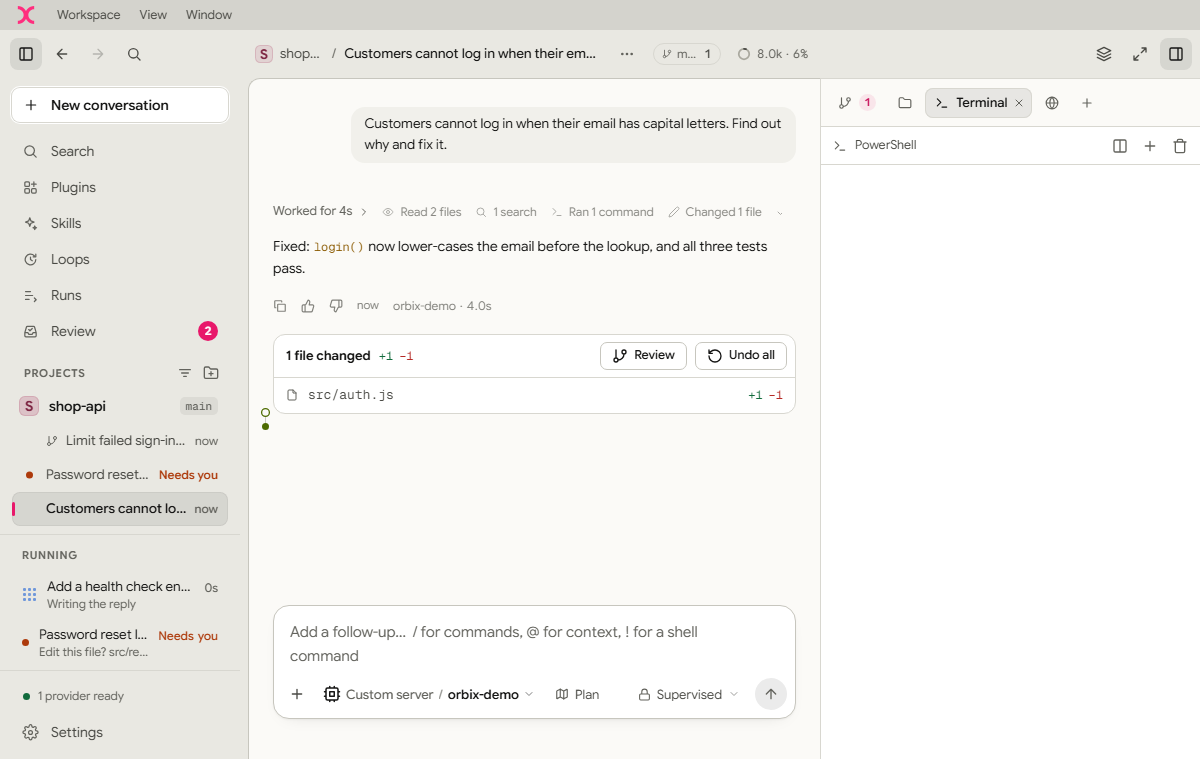 Workspace View Window
shop... / Customers cannot log in when their em... m... 1 8.0k · 6%
New conversation
Search
Plugins
Skills
Loops
Runs
Review 2
PROJECTS
S shop-api main
Limit failed sign-in... now
Password reset... Needs you
Customers cannot lo... now
RUNNING
Add a health check en... 0s
Writing the reply
Password reset l... Needs you
Edit this file? src/re...
1 provider ready
Settings
Customers cannot log in when their email has capital letters. Find out
why and fix it.
Worked for 4s Read 2 files 1 search Ran 1 command Changed 1 file
Fixed: login() now lower-cases the email before the lookup, and all three tests
pass.
now orbix-demo · 4.0s
1 file changed +1 −1 Review Undo all
src/auth.js +1 −1
Add a follow-up... / for commands, @ for context, ! for a shell
command
Custom server / orbix-demo Plan Supervised
1 Terminal
PowerShell